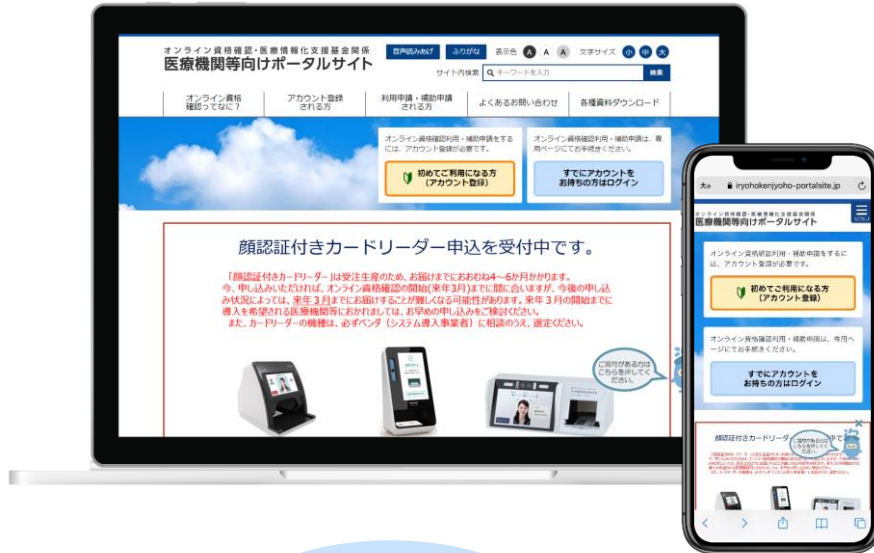 オンライン資格確認・医療情報化支援基金関係
医療機関等向けポータルサイト
音声読みあげ
ふりがな
表示色 A A A
文字サイズ 小 中 大
サイト内検索
キーワードを入力
検索
オンライン資格
確認ってなに？
アカウント登録
される方
利用申請・補助申請
される方
よくあるお問い合わせ
各種資料ダウンロード
オンライン資格確認利用・補助申請をする
には、アカウント登録が必要です。
初めてご利用になる方
（アカウント登録）
オンライン資格確認利用・補助申請は、専
用ページにてお手続きください。
すでにアカウントを
お持ちの方はログイン
顔認証付きカードリーダー申込を受付中です。
「顔認証付きカードリーダー」は受注生産のため、お届けまでにおおむね4～6か月かかります。
今、申し込みいただければ、オンライン資格確認の開始(来年3月)までに間に合いますが、今後の申し込
み状況によっては、来年３月までにお届けすることが難しくなる可能性があります。来年３月の開始までに
導入を希望される医療機関等におかれましては、お早めの申し込みをご検討ください。
また、カードリーダーの機種は、必ずベンダ（システム導入事業者）に相談のうえ、選定ください。
ご質問がある方は
こちらを押してく
ださい。
大小
iryohokenjyoho-portalsite.jp
オンライン資格確認・医療情報化支援基金関係
医療機関等向けポータルサイト
オンライン資格確認利用・補助申請をするに
は、アカウント登録が必要です。
初めてご利用になる方
（アカウント登録）
オンライン資格確認利用・補助申請は、専用ペ
ージにてお手続きください。
すでにアカウントを
お持ちの方はログイン
顔認証付きカードリーダー
ご質問がある方は
こちらを押してく
ださい。